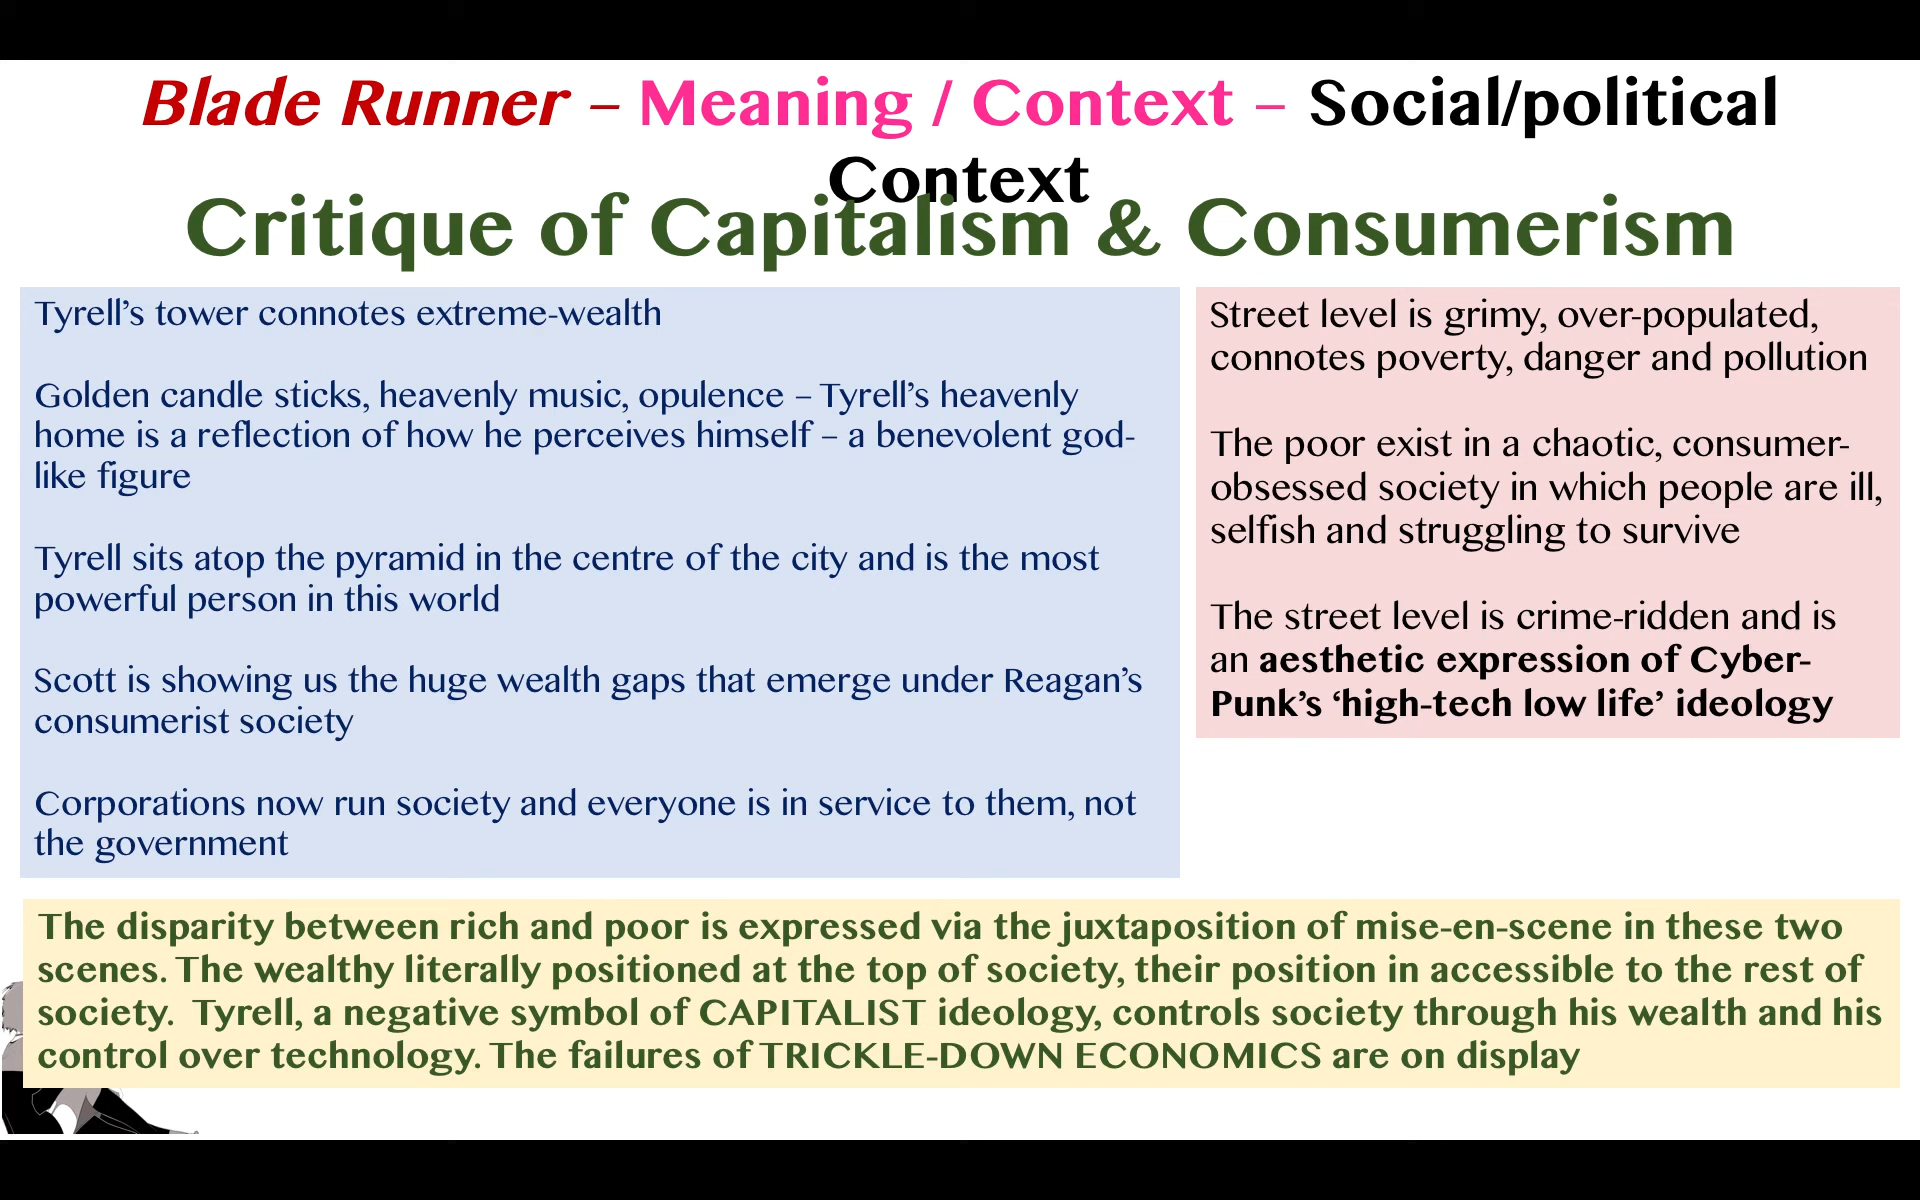 Blade Runner – Meaning / Context – Social/political
Context
Critique of Capitalism & Consumerism
Tyrell’s tower connotes extreme-wealth
Golden candle sticks, heavenly music, opulence – Tyrell’s heavenly
home is a reflection of how he perceives himself – a benevolent god-
like figure
Tyrell sits atop the pyramid in the centre of the city and is the most
powerful person in this world
Scott is showing us the huge wealth gaps that emerge under Reagan’s
consumerist society
Corporations now run society and everyone is in service to them, not
the government
Street level is grimy, over-populated,
connotes poverty, danger and pollution
The poor exist in a chaotic, consumer-
obsessed society in which people are ill,
selfish and struggling to survive
The street level is crime-ridden and is
an aesthetic expression of Cyber-
Punk’s ‘high-tech low life’ ideology
The disparity between rich and poor is expressed via the juxtaposition of mise-en-scene in these two
scenes. The wealthy literally positioned at the top of society, their position in accessible to the rest of
society.  Tyrell, a negative symbol of CAPITALIST ideology, controls society through his wealth and his
control over technology. The failures of TRICKLE-DOWN ECONOMICS are on display